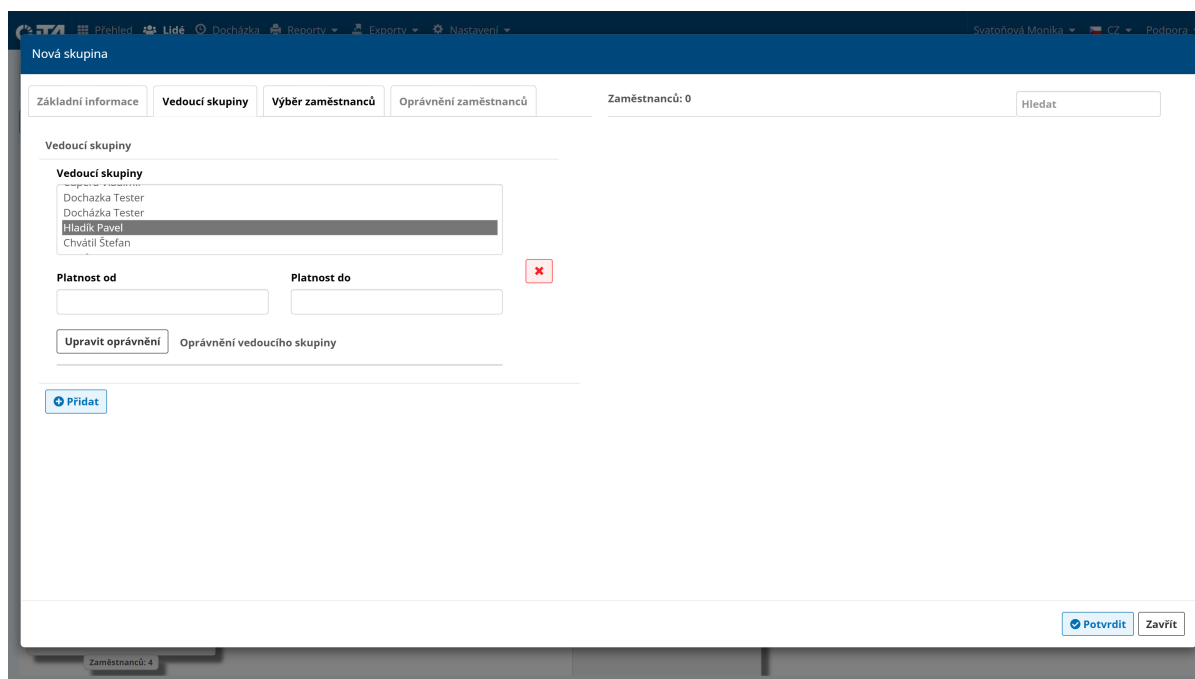 Přehled Lidé Docházka Reporty Exporty Nastavení Svatoňová Monika CZ Podpora
Nová skupina
Základní informace Vedoucí skupiny Výběr zaměstnanců Oprávnění zaměstnanců Zaměstnanců: 0 Hledat
Vedoucí skupiny
Vedoucí skupiny
Dochazka Tester
Docházka Tester
Hladík Pavel
Chvátil Štefan
Platnost od Platnost do
Upravit oprávnění Oprávnění vedoucího skupiny
Přidat
Potvrdit Zavřít
Zaměstnanců: 4